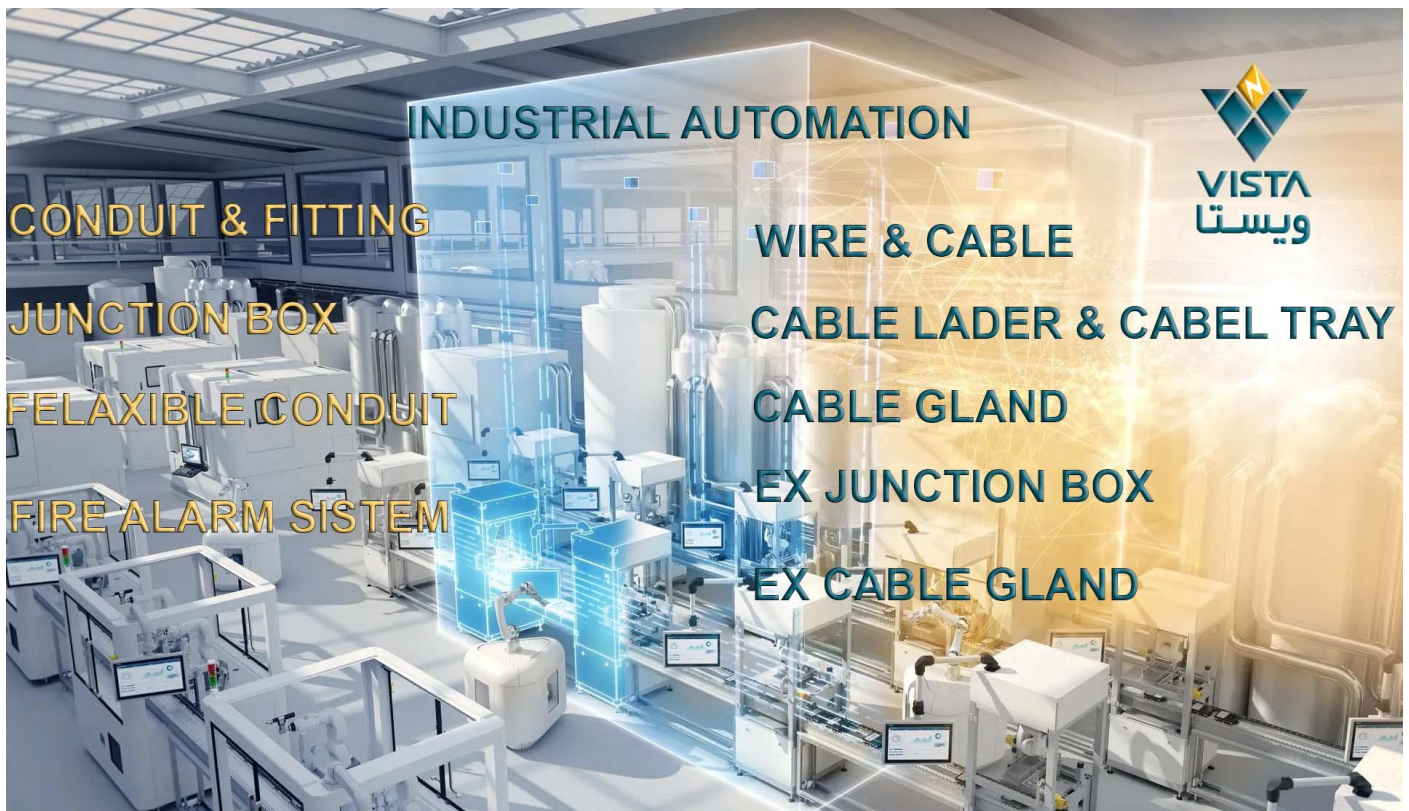 INDUSTRIAL AUTOMATION
VISTA
ويستا
CONDUIT & FITTING
JUNCTION BOX
FELAXIBLE CONDUIT
FIRE ALARM SISTEM
WIRE & CABLE
CABLE LADER & CABEL TRAY
CABLE GLAND
EX JUNCTION BOX
EX CABLE GLAND